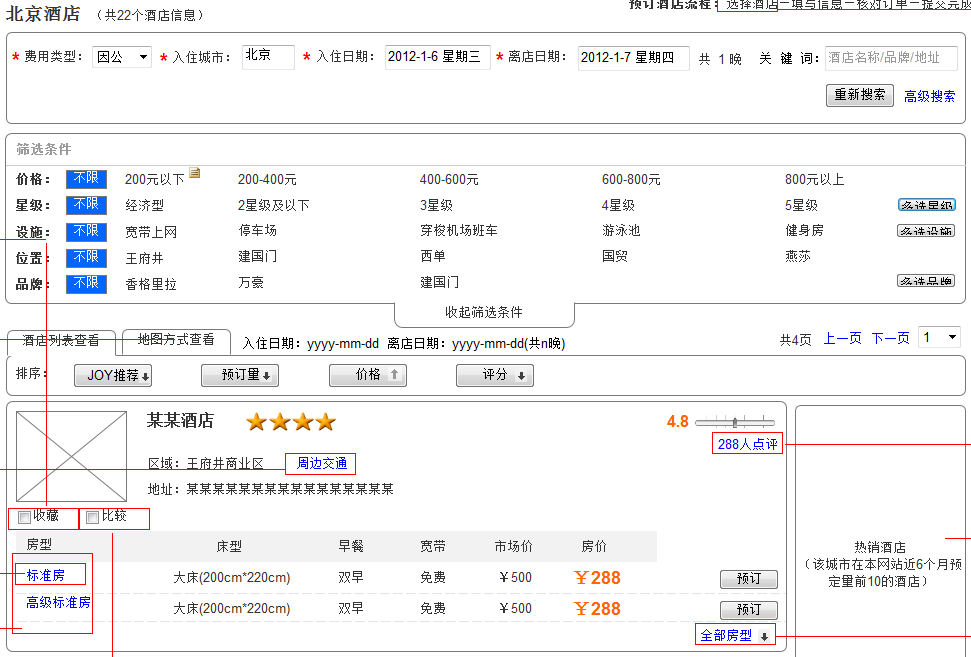 北京酒店 （共22个酒店信息） 预订酒店流程： 选择酒店—填写信息—核对订单—提交完成
* 费用类型： 因公 * 入住城市： 北京 * 入住日期： 2012-1-6 星期三 * 离店日期： 2012-1-7 星期四 共 1 晚 关 键 词： 酒店名称/品牌/地址
重新搜索 高级搜索
筛选条件
价格： 不限 200元以下 200-400元 400-600元 600-800元 800元以上
星级： 不限 经济型 2星级及以下 3星级 4星级 5星级 多选星级
设施： 不限 宽带上网 停车场 穿梭机场班车 游泳池 健身房 多选设施
位置： 不限 王府井 建国门 西单 国贸 燕莎
品牌： 不限 香格里拉 万豪 建国门 多选品牌
收起筛选条件
酒店列表查看 地图方式查看 入住日期：yyyy-mm-dd 离店日期：yyyy-mm-dd(共n晚) 共4页 上一页 下一页 1
排序： JOY推荐↓ 预订量↓ 价格↑ 评分↓
某某酒店 4.8
288人点评
区域：王府井商业区 周边交通
地址：某某某某某某某某某某某某某某某某
收藏 比较
房型 床型 早餐 宽带 市场价 房价
标准房 大床(200cm*220cm) 双早 免费 ￥500 ￥288 预订
高级标准房 大床(200cm*220cm) 双早 免费 ￥500 ￥288 预订
全部房型 ↓
热销酒店
（该城市在本网站近6个月预
定量前10的酒店）